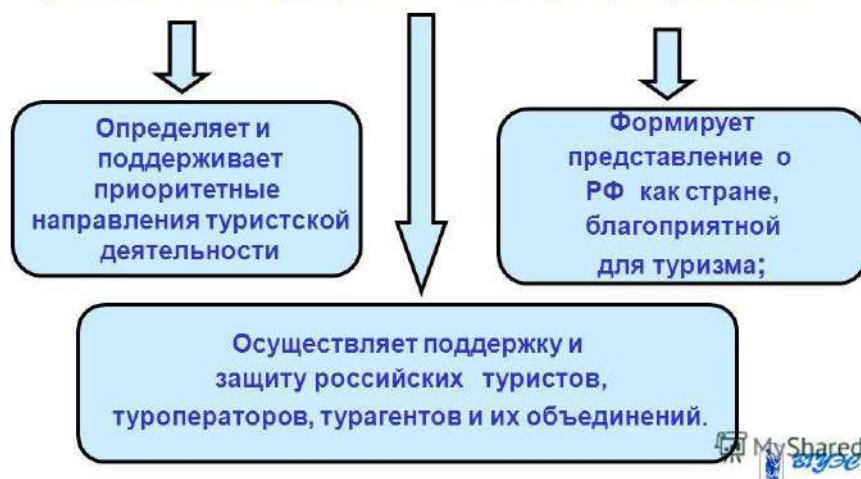 Определяет и
поддерживает
приоритетные
направления туристской
деятельности
Формирует
представление о
РФ как стране,
благоприятной
для туризма;
Осуществляет поддержку и
защиту российских туристов,
туроператоров, турагентов и их объединений.
MyShared
ВГУЭС